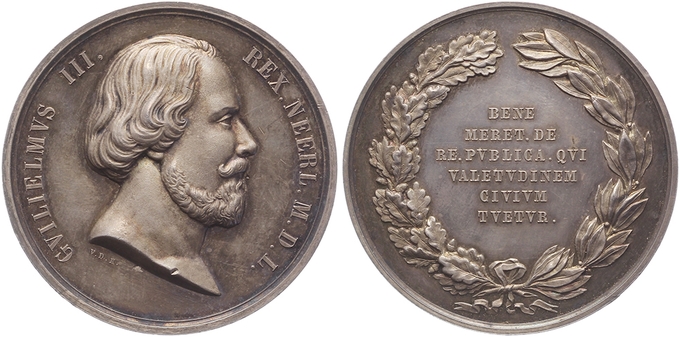 GVILIELMVS III. REX. NEERL. M. D. L.
V. D. K.
BENE
MERET. DE
RE. PVBLICA. QVI
VALETVDINEM
CIVIVM
TVETVR.